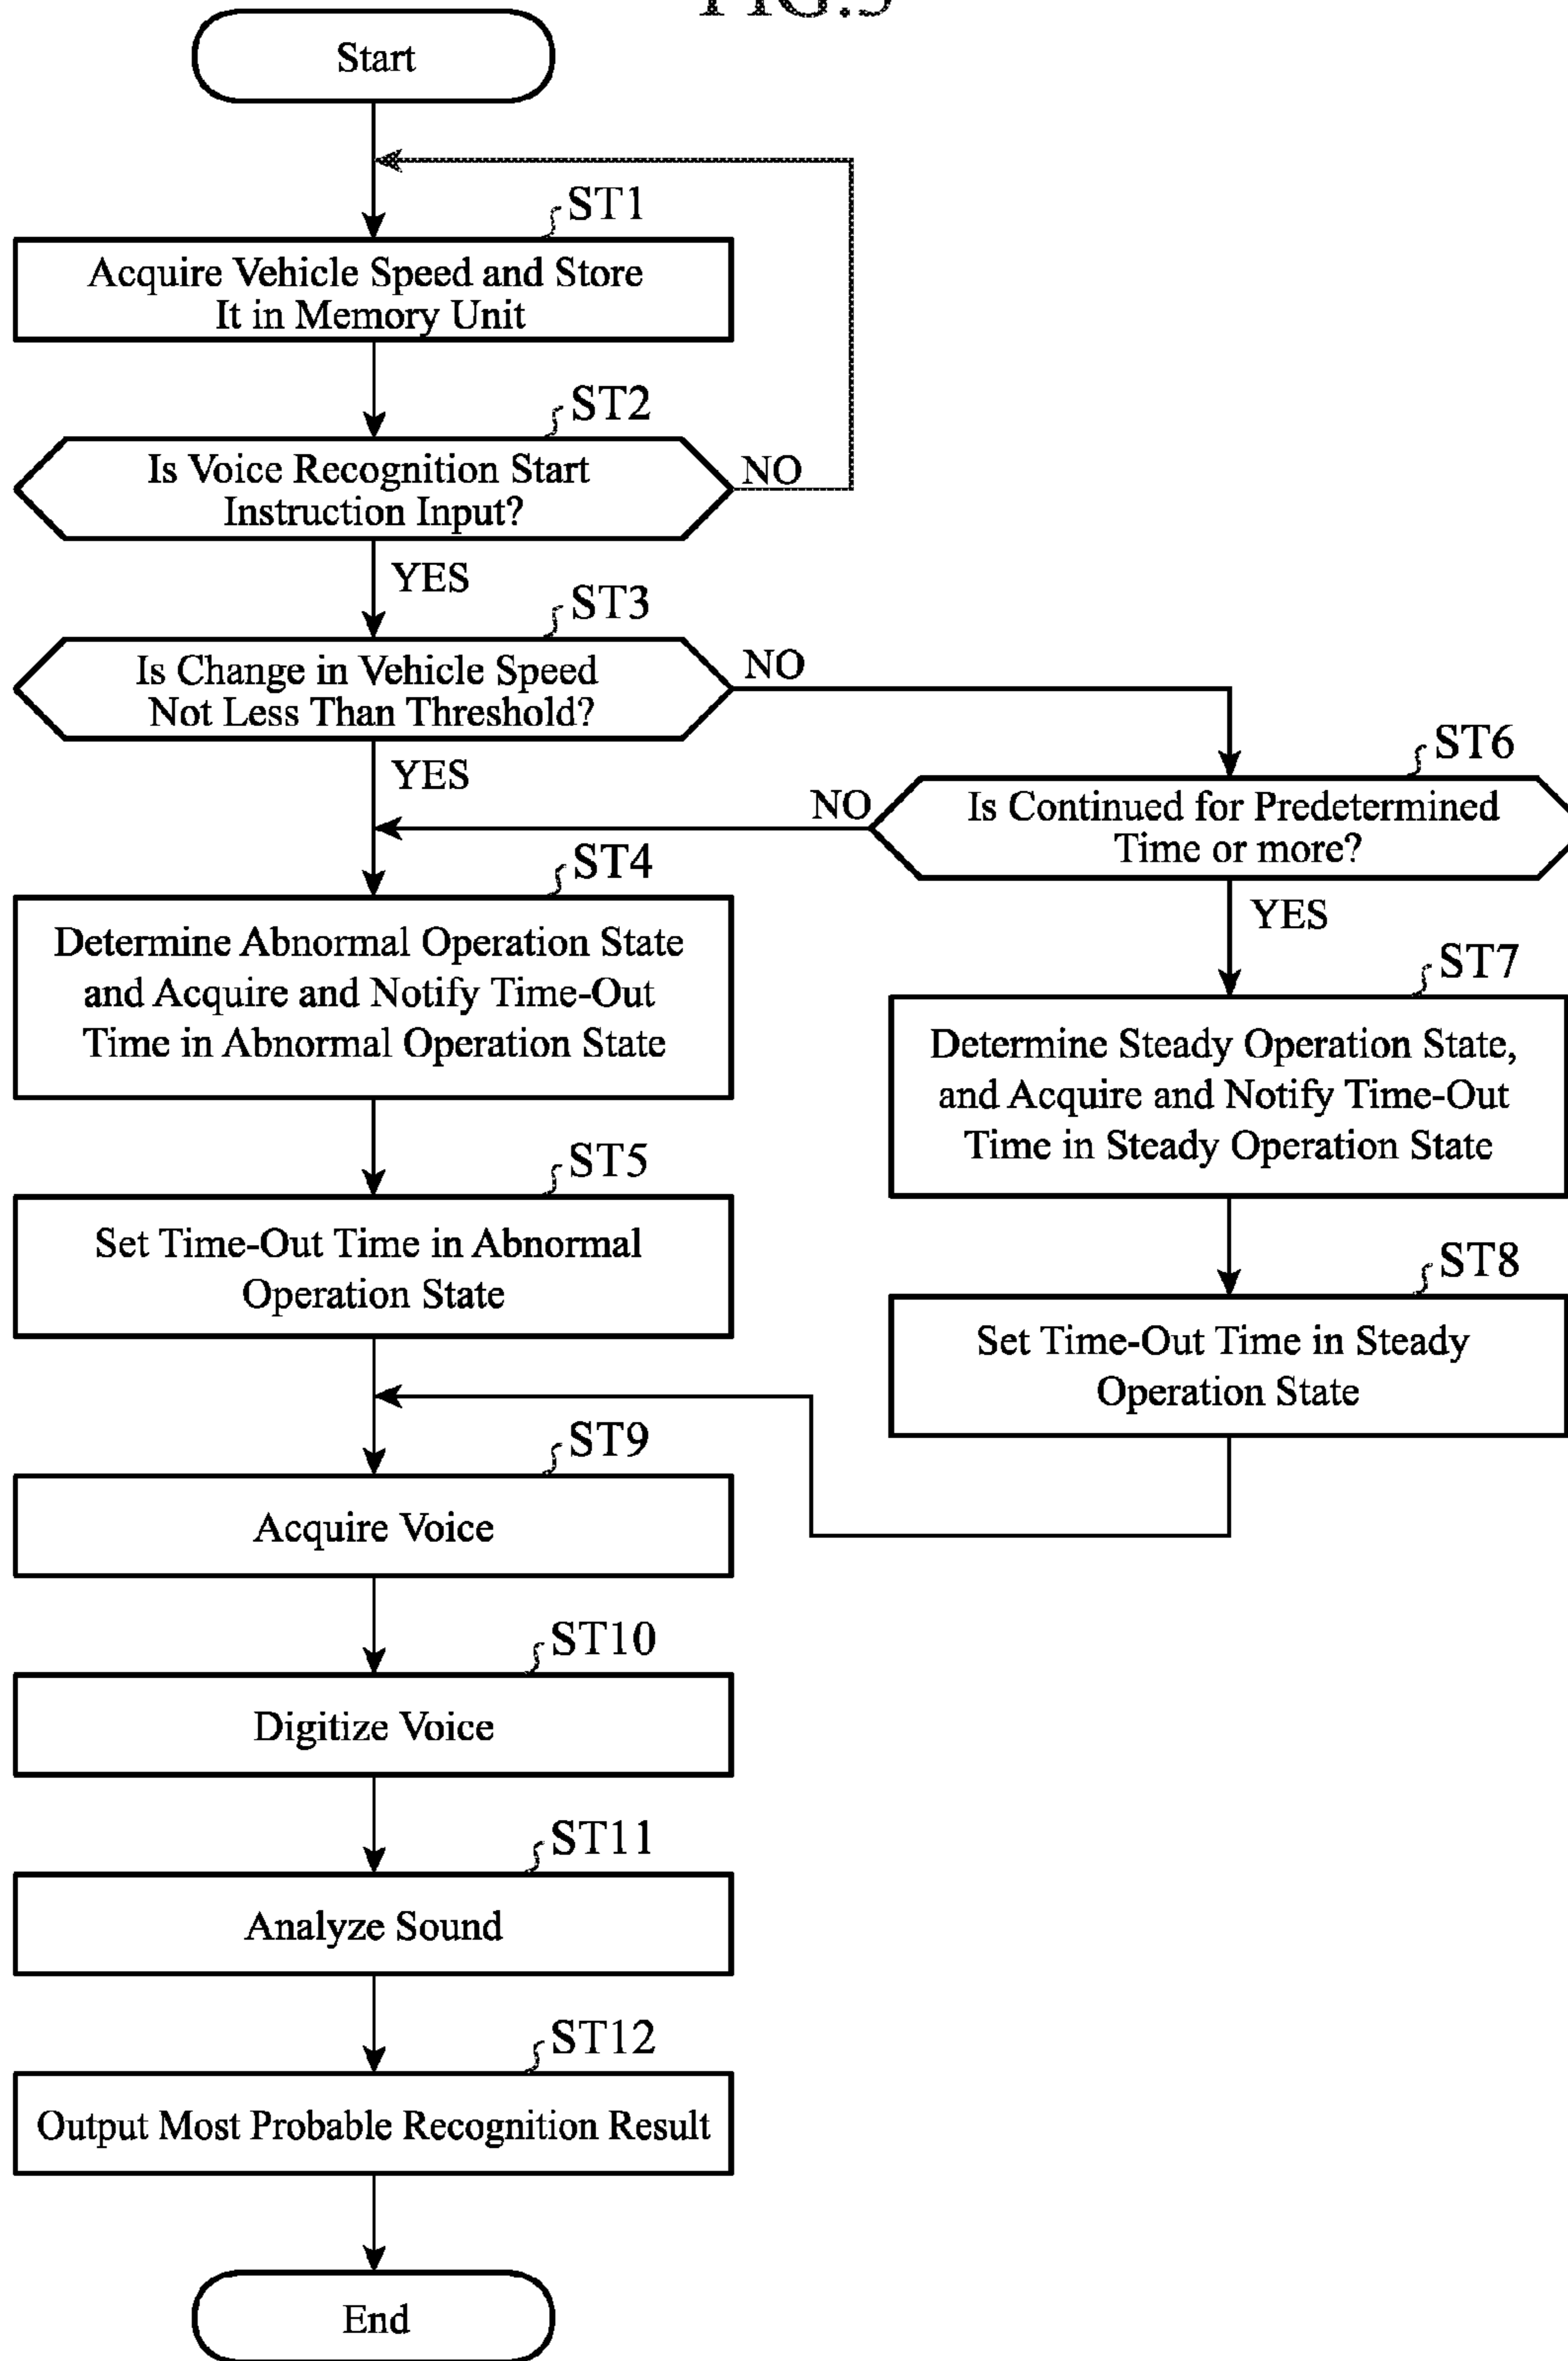 Start
ST1
Acquire Vehicle Speed and Store
It in Memory Unit
ST2
Is Voice Recognition Start
Instruction Input?
NO
YES
ST3
Is Change in Vehicle Speed
Not Less Than Threshold?
NO
YES
ST6
Is Continued for Predetermined
Time or more?
NO
YES
ST4
Determine Abnormal Operation State
and Acquire and Notify Time-Out
Time in Abnormal Operation State
ST7
Determine Steady Operation State,
and Acquire and Notify Time-Out
Time in Steady Operation State
ST5
Set Time-Out Time in Abnormal
Operation State
ST8
Set Time-Out Time in Steady
Operation State
ST9
Acquire Voice
ST10
Digitize Voice
ST11
Analyze Sound
ST12
Output Most Probable Recognition Result
End